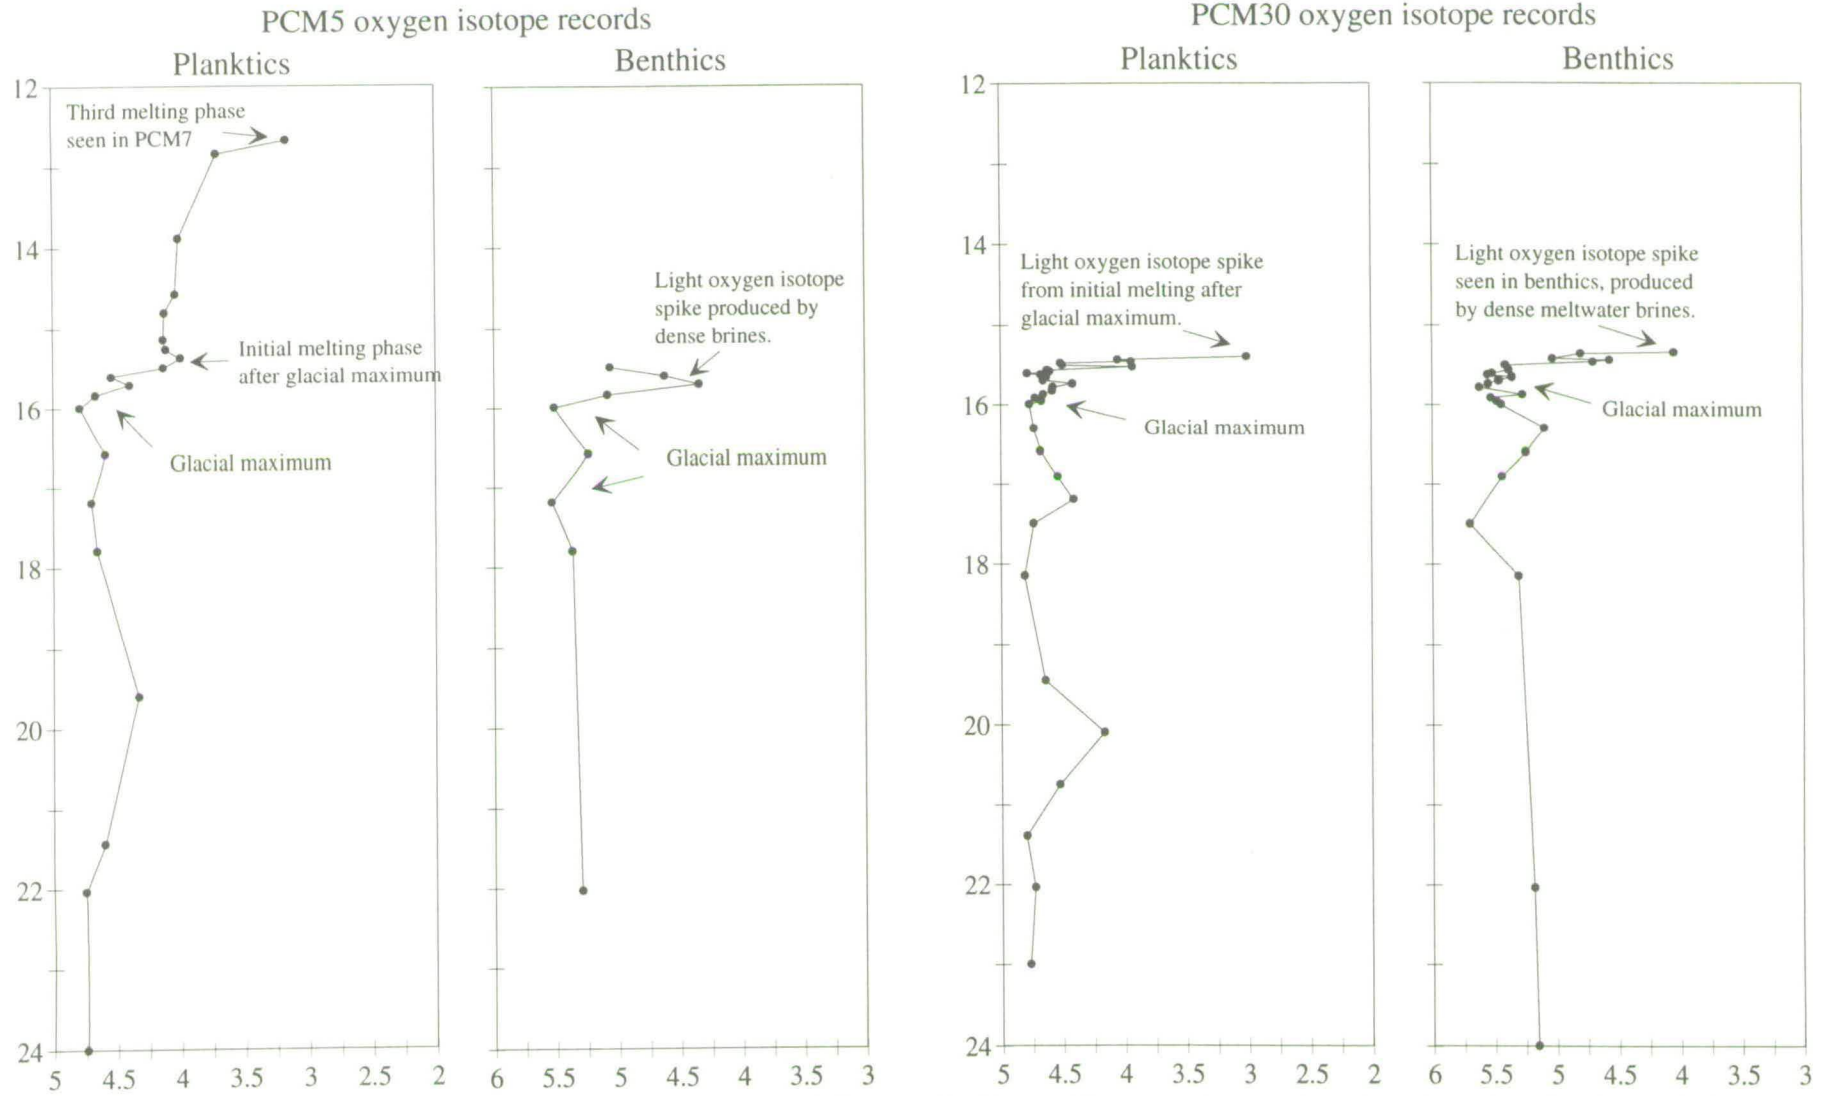 PCM5 oxygen isotope records
Planktics
Benthics
12
14
16
18
20
22
24
Third melting phase
seen in PCM7
Initial melting phase
after glacial maximum
Glacial maximum
5 4.5 4 3.5 3 2.5 2
Light oxygen isotope
spike produced by
dense brines.
Glacial maximum
6 5.5 5 4.5 4 3.5 3
PCM30 oxygen isotope records
Planktics
Benthics
12
14
16
18
20
22
24
Light oxygen isotope spike
from initial melting after
glacial maximum.
Glacial maximum
5 4.5 4 3.5 3 2.5 2
Light oxygen isotope spike
seen in benthics, produced
by dense meltwater brines.
Glacial maximum
6 5.5 5 4.5 4 3.5 3